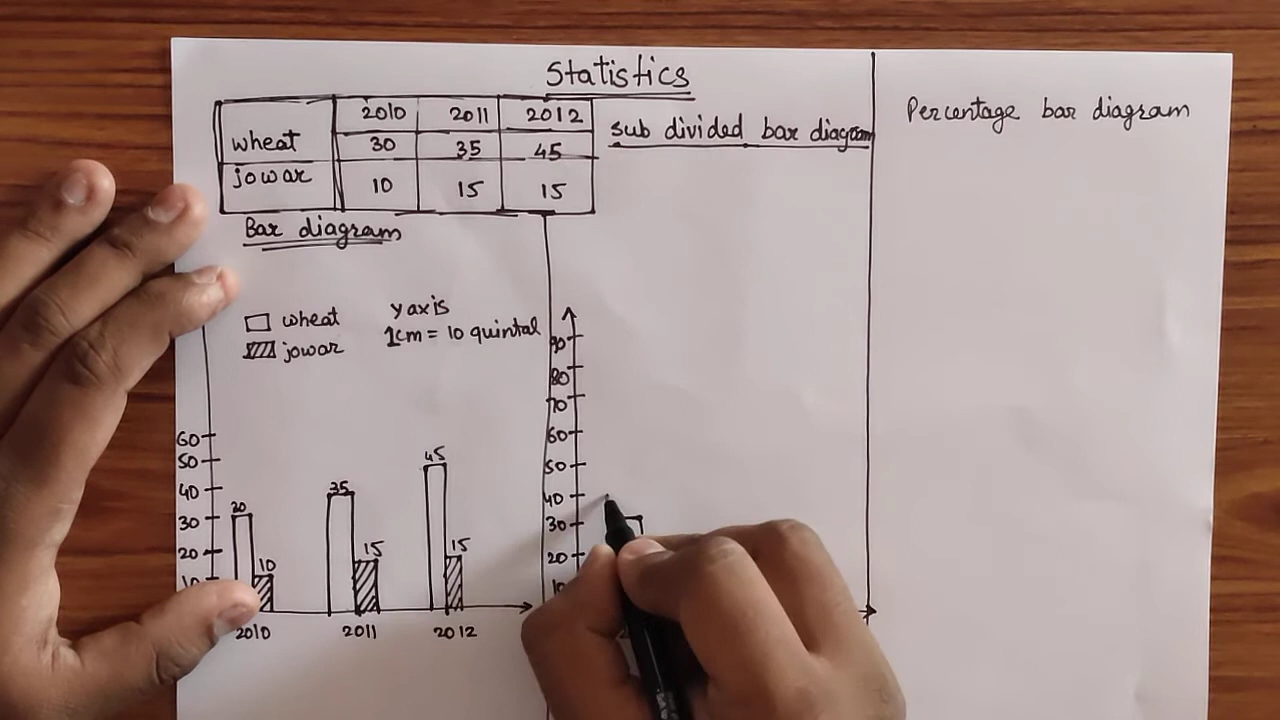 Statistics
2010 2011 2012
wheat 30 35 45
jowar 10 15 15
sub divided bar diagram
Percentage bar diagram
Bar diagram
wheat
jowar
y axis
1cm = 10 quintal
60
50
40
30
20
10
30
10
35
15
45
15
2010 2011 2012
90
80
70
60
50
40
30
20
10